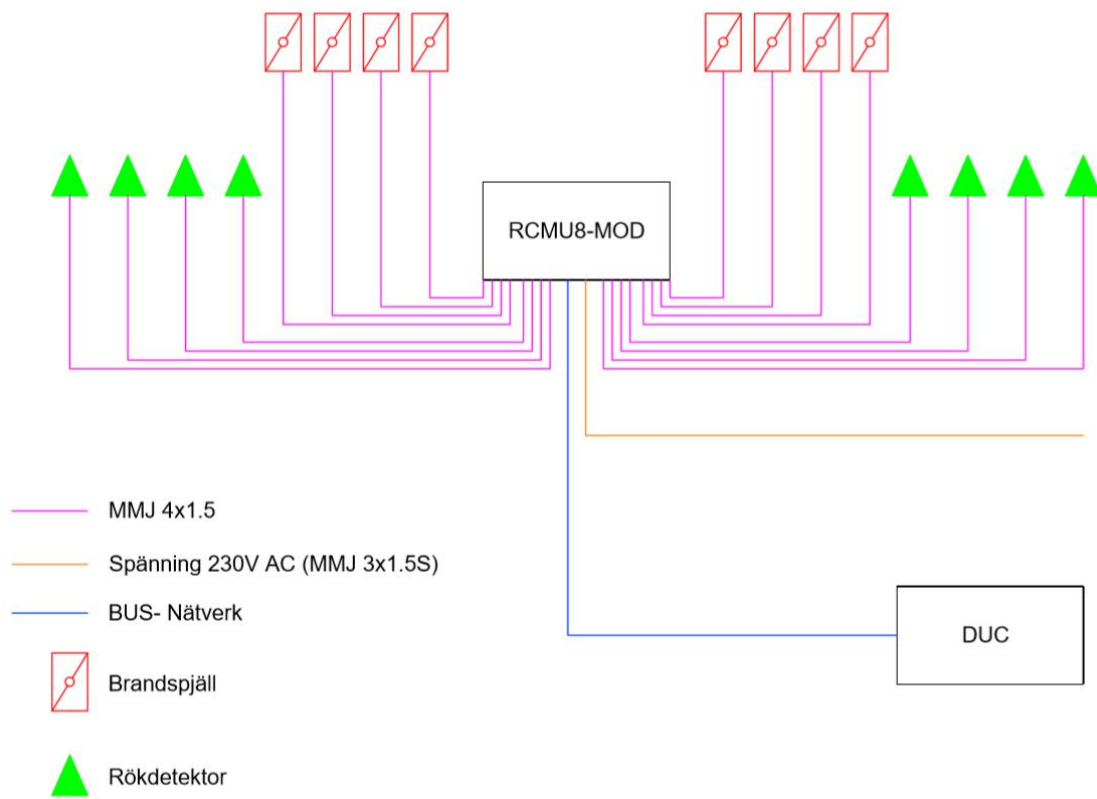 RCMU8-MOD
MMJ 4x1.5
Spänning 230V AC (MMJ 3x1.5S)
BUS- Nätverk
DUC
Brandspjäll
Rökdetektor